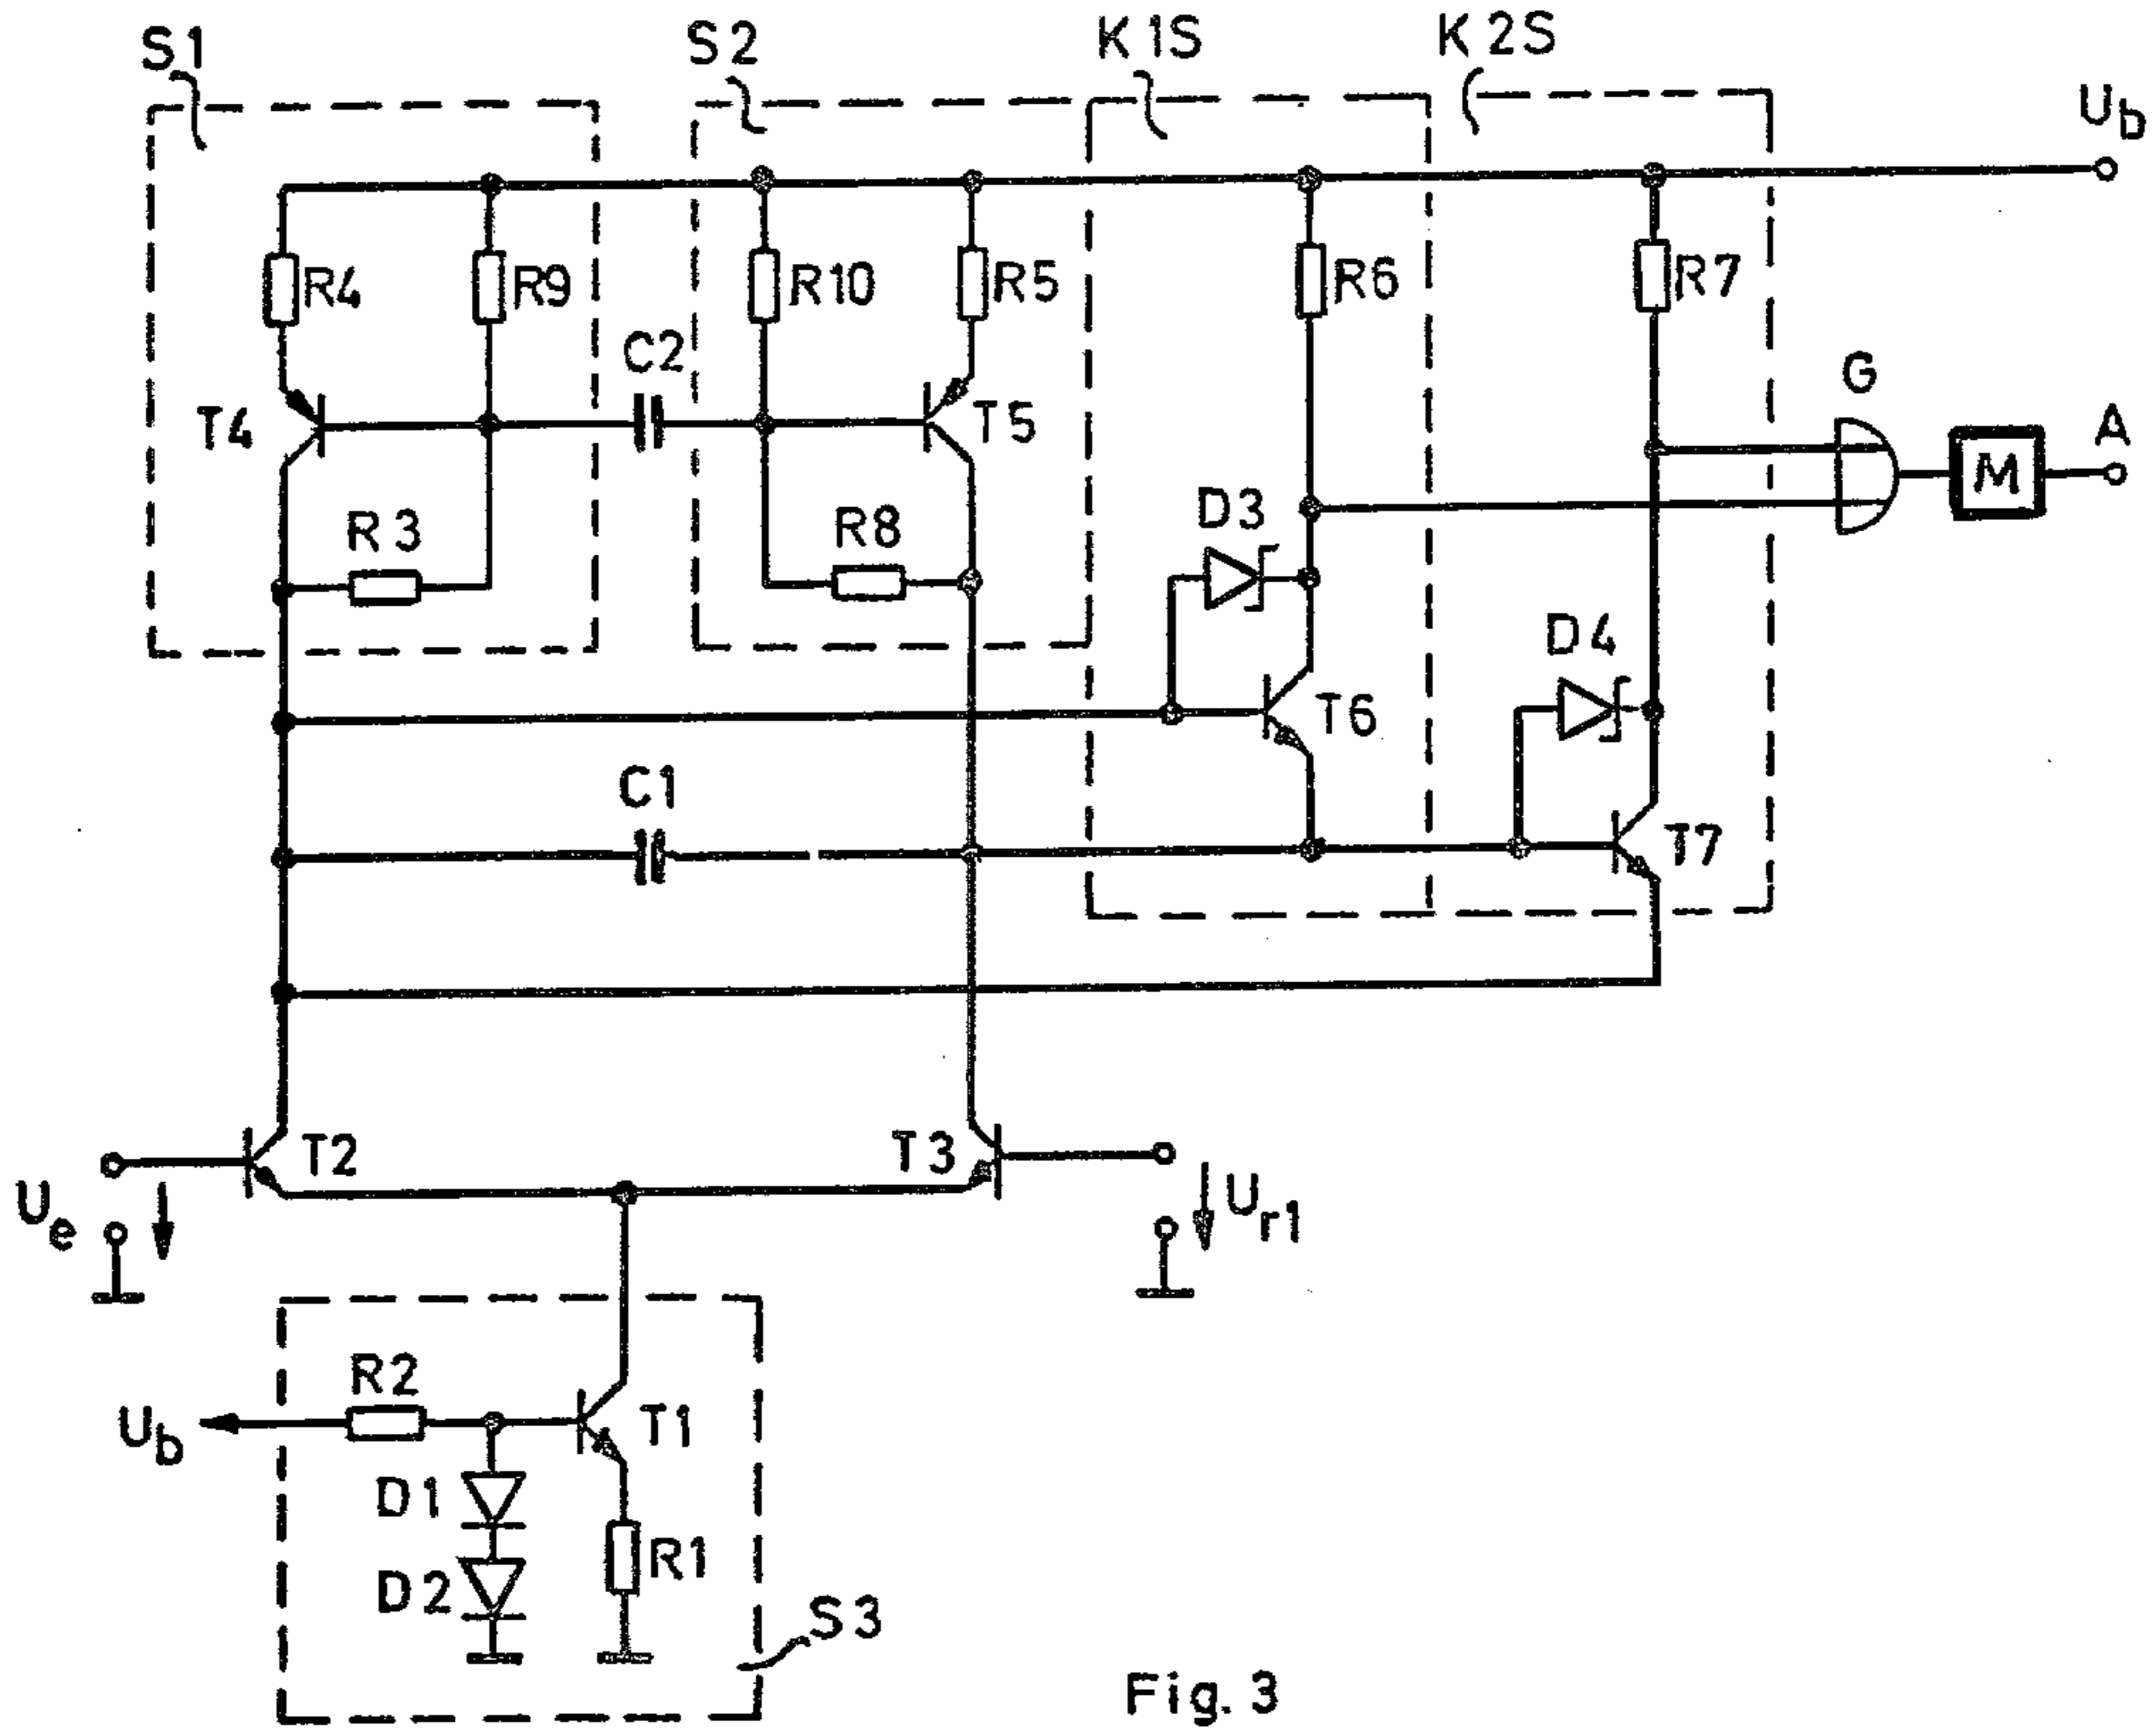 S1
S2
K1S
K2S
Ub
R4
R9
R10
R5
R6
R7
C2
G
T4
T5
A
M
R3
R8
D3
D4
T6
C1
T7
T2
T3
Ue
Ur1
R2
Ub
T1
D1
R1
D2
S3
Fig. 3